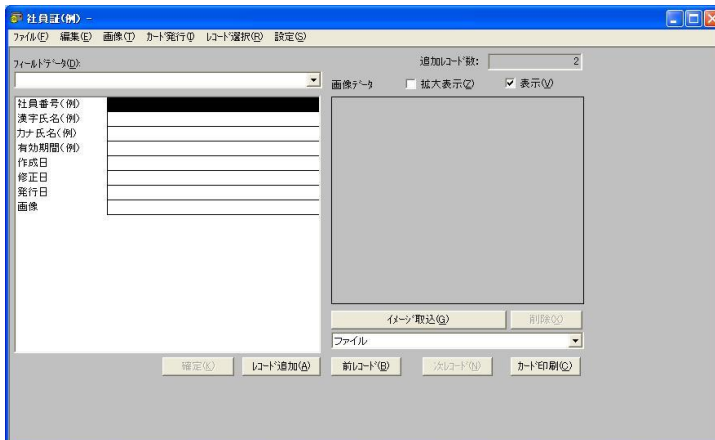 社員証(例) -
ファイル(F) 編集(E) 画像(T) カード発行(I) レコード選択(R) 設定(S)
フィールドデータ(D):
追加レコード数: 2
画像データ 拡大表示(Z) 表示(V)
社員番号(例)
漢字氏名(例)
カナ氏名(例)
有効期間(例)
作成日
修正日
発行日
画像
イメージ取込(G) 削除(X)
ファイル
確定(K) レコード追加(A) 前レコード(B) 次レコード(N) カード印刷(C)